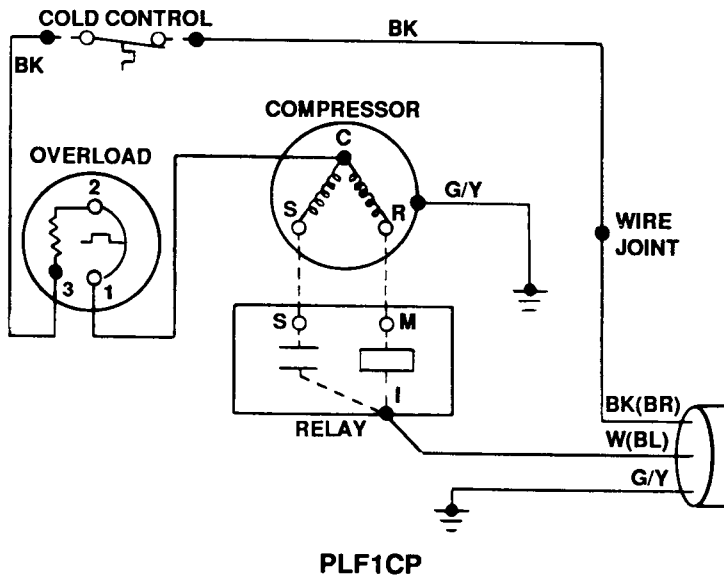 COLD CONTROL
BK
BK
COMPRESSOR
C
OVERLOAD
2
S
R
G/Y
WIRE
JOINT
3
1
S
M
I
RELAY
BK(BR)
W(BL)
G/Y
PLF1CP